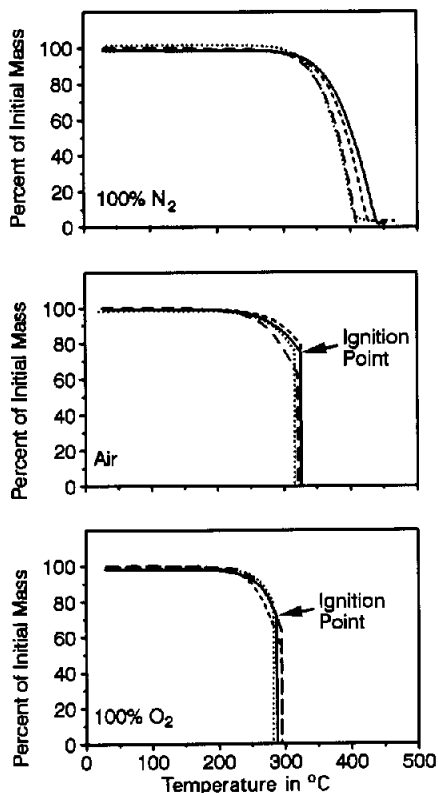 Percent of Initial Mass
100
80
60
40
20
0
100% N₂
Percent of Initial Mass
100
80
60
40
20
0
Ignition
Point
Air
Percent of Initial Mass
100
80
60
40
20
0
Ignition
Point
100% O₂
0 100 200 300 400 500
Temperature in °C